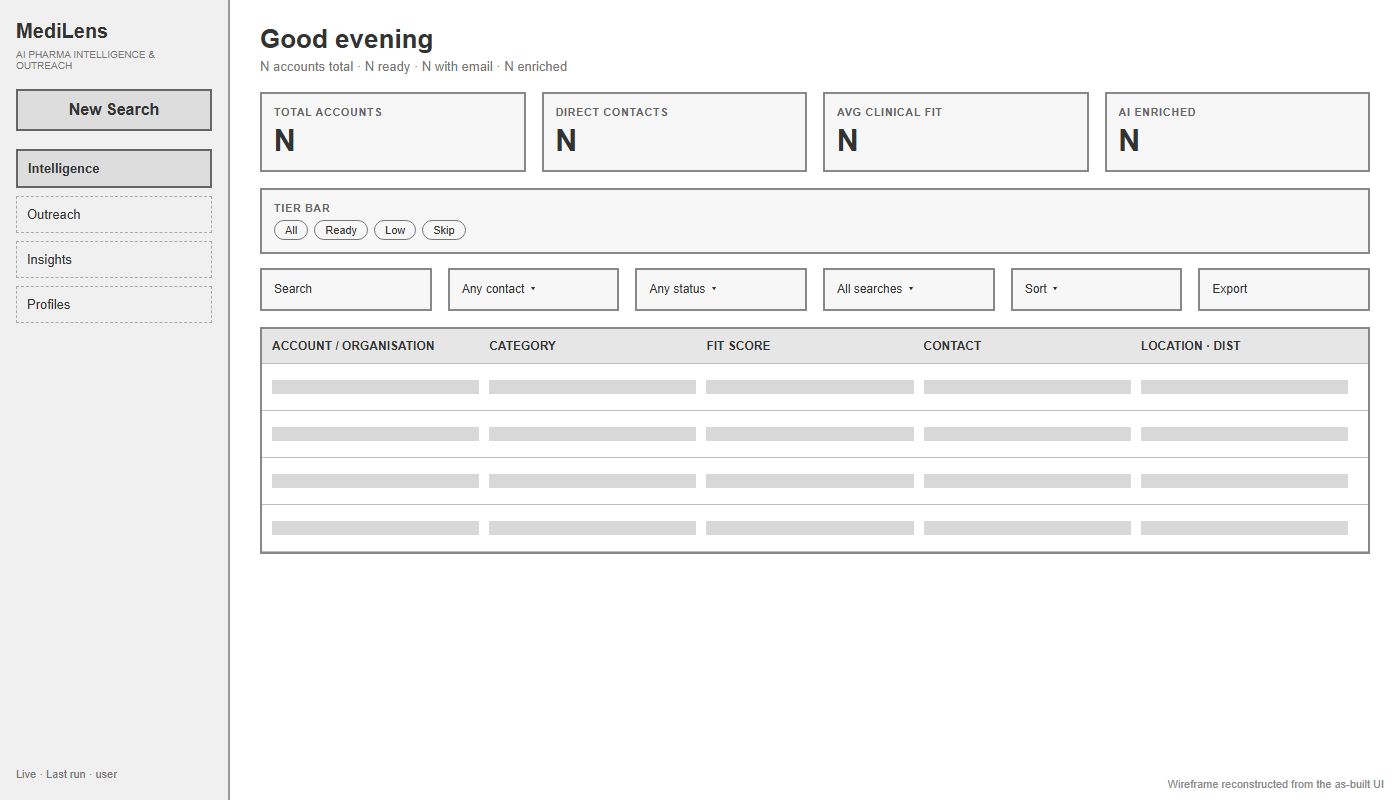 MediLens
AI PHARMA INTELLIGENCE &
OUTREACH
New Search
Intelligence
Outreach
Insights
Profiles
Live · Last run · user
Good evening
N accounts total · N ready · N with email · N enriched
TOTAL ACCOUNTS
N
DIRECT CONTACTS
N
AVG CLINICAL FIT
N
AI ENRICHED
N
TIER BAR
All Ready Low Skip
Search Any contact ▾ Any status ▾ All searches ▾ Sort ▾ Export
ACCOUNT / ORGANISATION CATEGORY FIT SCORE CONTACT LOCATION · DIST
Wireframe reconstructed from the as-built UI